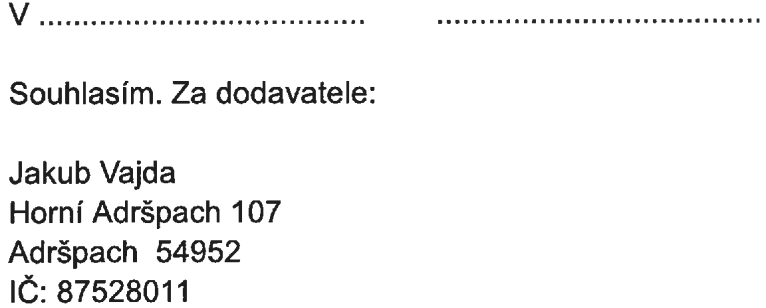 V .................................... ....................................
Souhlasím. Za dodavatele:
Jakub Vajda
Horní Adršpach 107
Adršpach 54952
IČ: 87528011